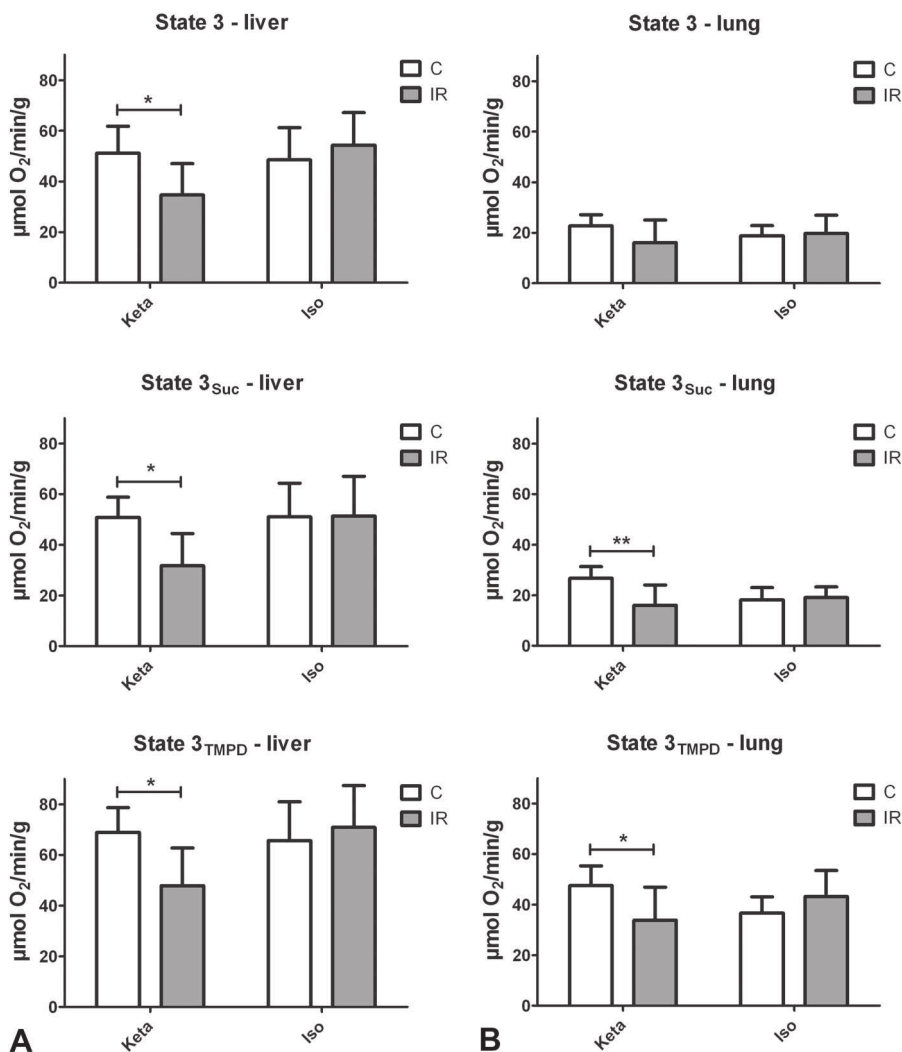 State 3 - liver
C
IR
µmol O₂/min/g
80
60
40
20
0
*
Keta
Iso
State 3 - lung
C
IR
µmol O₂/min/g
80
60
40
20
0
Keta
Iso
State 3Suc - liver
C
IR
µmol O₂/min/g
80
60
40
20
0
*
Keta
Iso
State 3Suc - lung
C
IR
µmol O₂/min/g
80
60
40
20
0
**
Keta
Iso
State 3TMPD - liver
C
IR
µmol O₂/min/g
80
60
40
20
0
*
Keta
Iso
State 3TMPD - lung
C
IR
µmol O₂/min/g
80
60
40
20
0
*
Keta
Iso
A
B